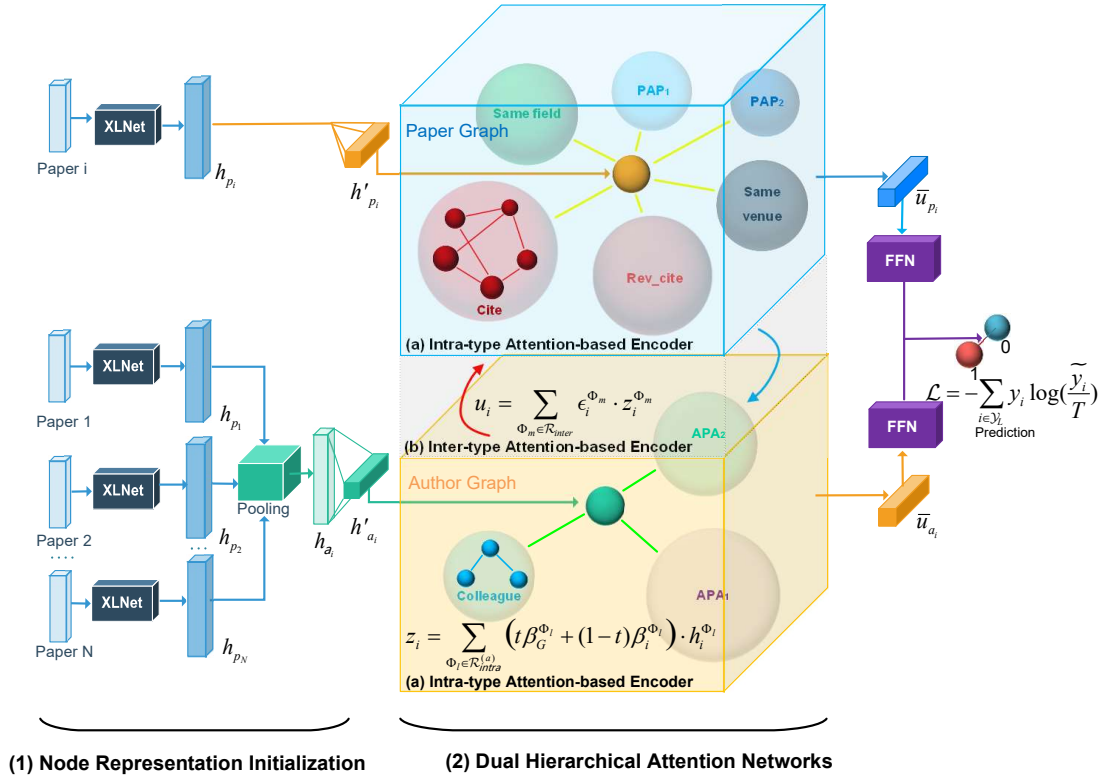 XLNet
Paper i
h_{p_i}
h'_{p_i}
Paper Graph
Same field
PAP₁
PAP₂
Same
venue
Cite
Rev_cite
(a) Intra-type Attention-based Encoder
ū_{p_i}
FFN
XLNet
Paper 1
h_{p_1}
XLNet
Paper 2
h_{p_2}
....
...
XLNet
Paper N
h_{p_N}
Pooling
h_{a_i}
h'_{a_i}
u_i = ∑_{Φ_m∈R_{inter}} ϵ_i^{Φ_m} · z_i^{Φ_m}
(b) Inter-type Attention-based Encoder
Author Graph
APA₂
Colleague
APA₁
z_i = ∑_{Φ_l∈R_{intra}^{(a)}} (tβ_G^{Φ_l} + (1-t)β_i^{Φ_l}) · h_i^{Φ_l}
(a) Intra-type Attention-based Encoder
0
1
L = -∑_{i∈Y_L} y_i log(ỹ_i/T)
Prediction
FFN
ū_{a_i}
(1) Node Representation Initialization
(2) Dual Hierarchical Attention Networks